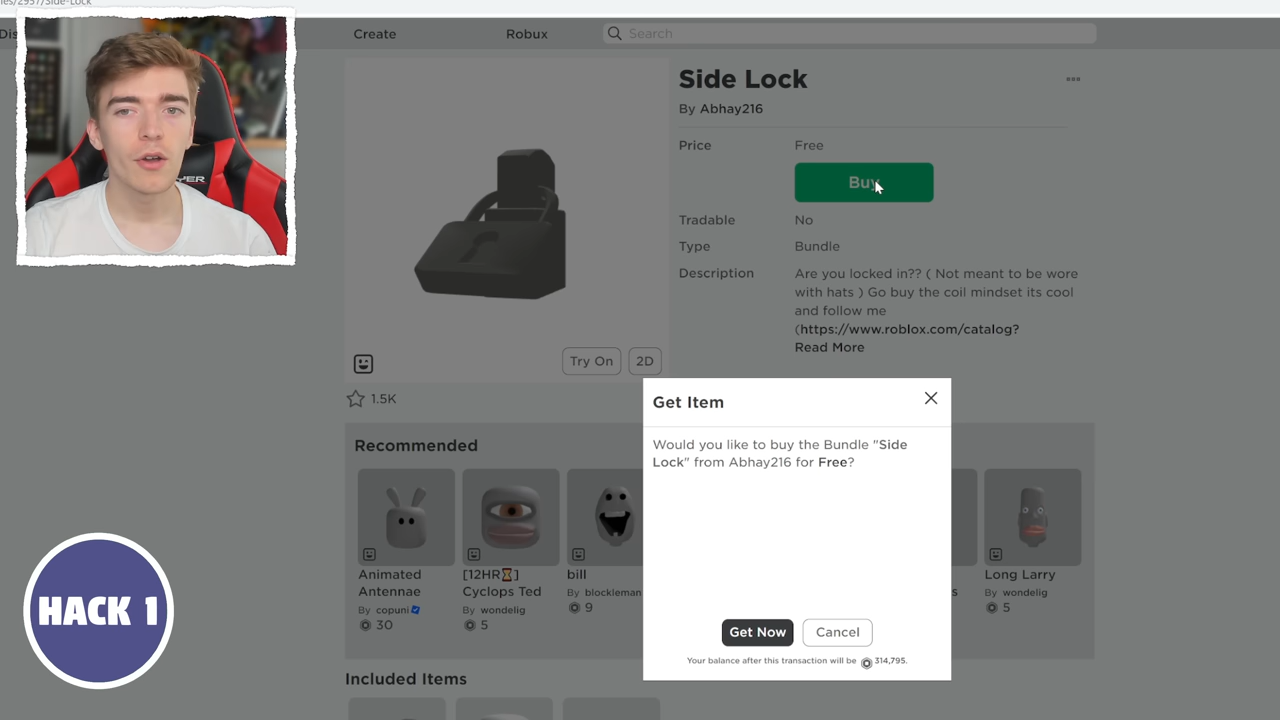 Create
Robux
Search
Side Lock
By Abhay216
Price
Free
Buy
Tradable
No
Type
Bundle
Description
Are you locked in?? ( Not meant to be wore
with hats ) Go buy the coil mindset its cool
and follow me
(https://www.roblox.com/catalog?
Read More
Try On
2D
1.5K
Get Item
Would you like to buy the Bundle "Side
Lock" from Abhay216 for Free?
Get Now
Cancel
Your balance after this transaction will be 314,795.
Recommended
Animated
Antennae
By copuni
30
[12HR⏳]
Cyclops Ted
By wondelig
5
bill
By blockleman
9
Long Larry
By wondelig
5
HACK 1
Included Items